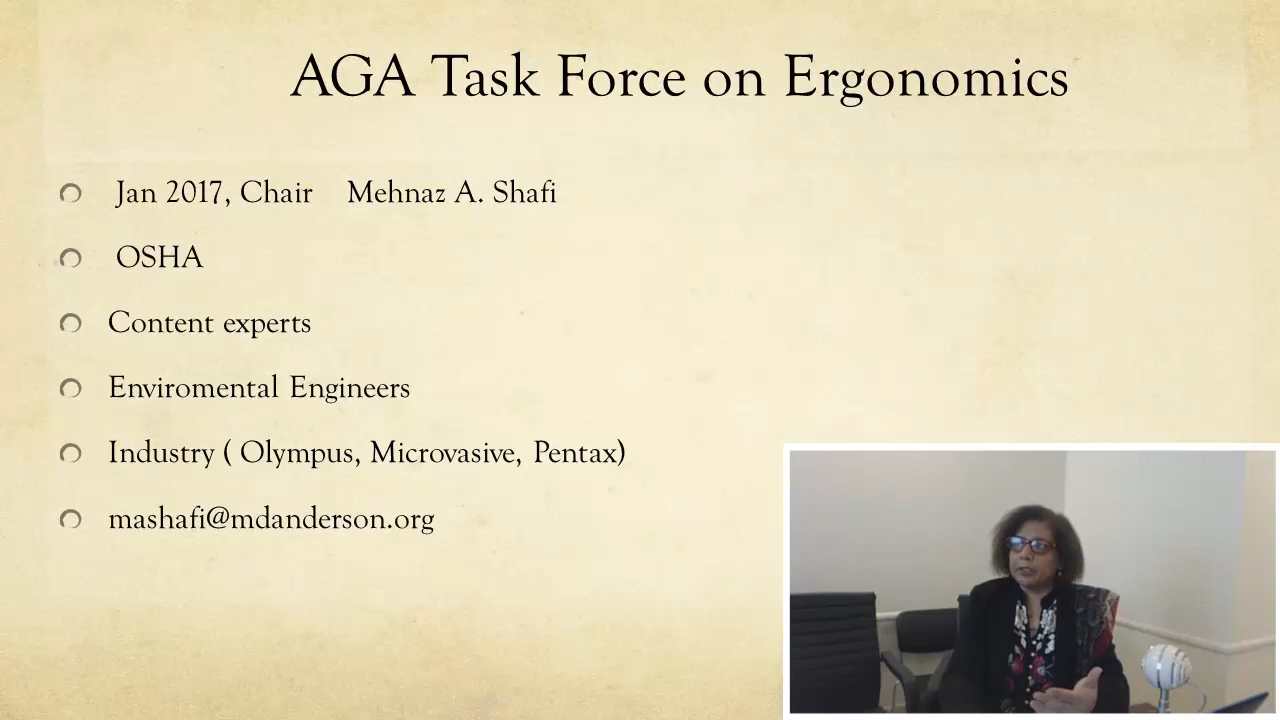 AGA Task Force on Ergonomics
Jan 2017, Chair Mehnaz A. Shafi
OSHA
Content experts
Enviromental Engineers
Industry ( Olympus, Microvasive, Pentax)
mashafi@mdanderson.org